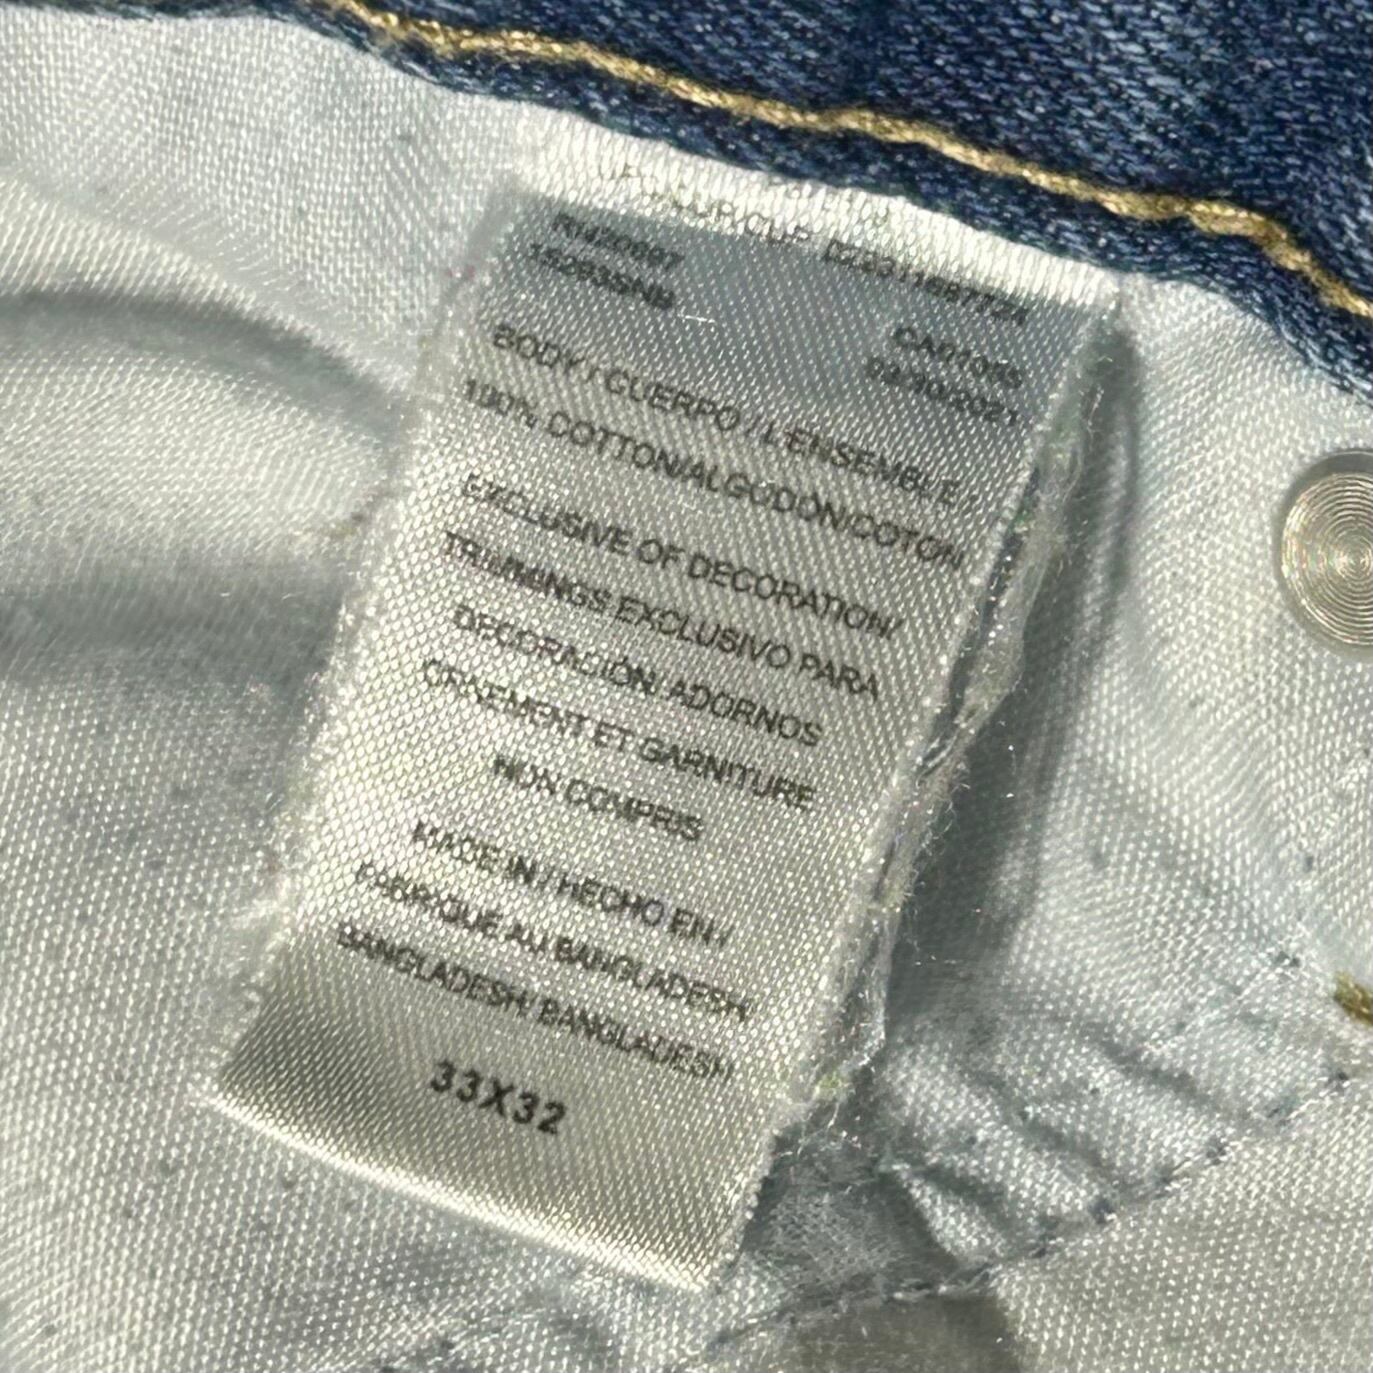 BODY / CUERPO / L'ENSEMBLE
100% COTTON/ALGODÓN/COTON
EXCLUSIVE OF DECORATION/
TRIMMINGS EXCLUSIVO PARA
DECORACIÓN ADORNOS
ORNEMENT ET GARNITURE
NON COMPRIS
MADE IN / HECHO EN /
FABRIQUÉ AU BANGLADESH
BANGLADESH/ BANGLADESH
33X32